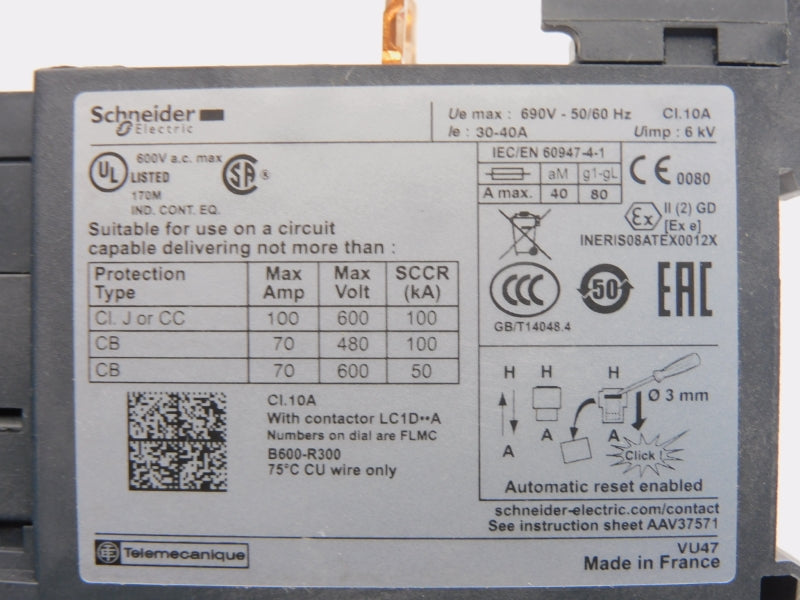 Schneider
Electric
Ue max : 690V - 50/60 Hz Cl.10A
Ie : 30-40A Uimp : 6 kV
UL LISTED
600V a.c. max
170M
IND. CONT. EQ.
SA ®
IEC/EN 60947-4-1
aM g1-gL
A max. 40 80
CE 0080
Ex II (2) GD
[Ex e]
INERIS08ATEX0012X
Suitable for use on a circuit
capable delivering not more than :
Protection Type Max Amp Max Volt SCCR (kA)
Cl. J or CC 100 600 100
CB 70 480 100
CB 70 600 50
CCC
GB/T14048.4
50
EAC
Cl.10A
With contactor LC1D••A
Numbers on dial are FLMC
B600-R300
75°C CU wire only
H H H
Ø 3 mm
A A A
Click !
Automatic reset enabled
schneider-electric.com/contact
See instruction sheet AAV37571
Telemecanique
VU47
Made in France